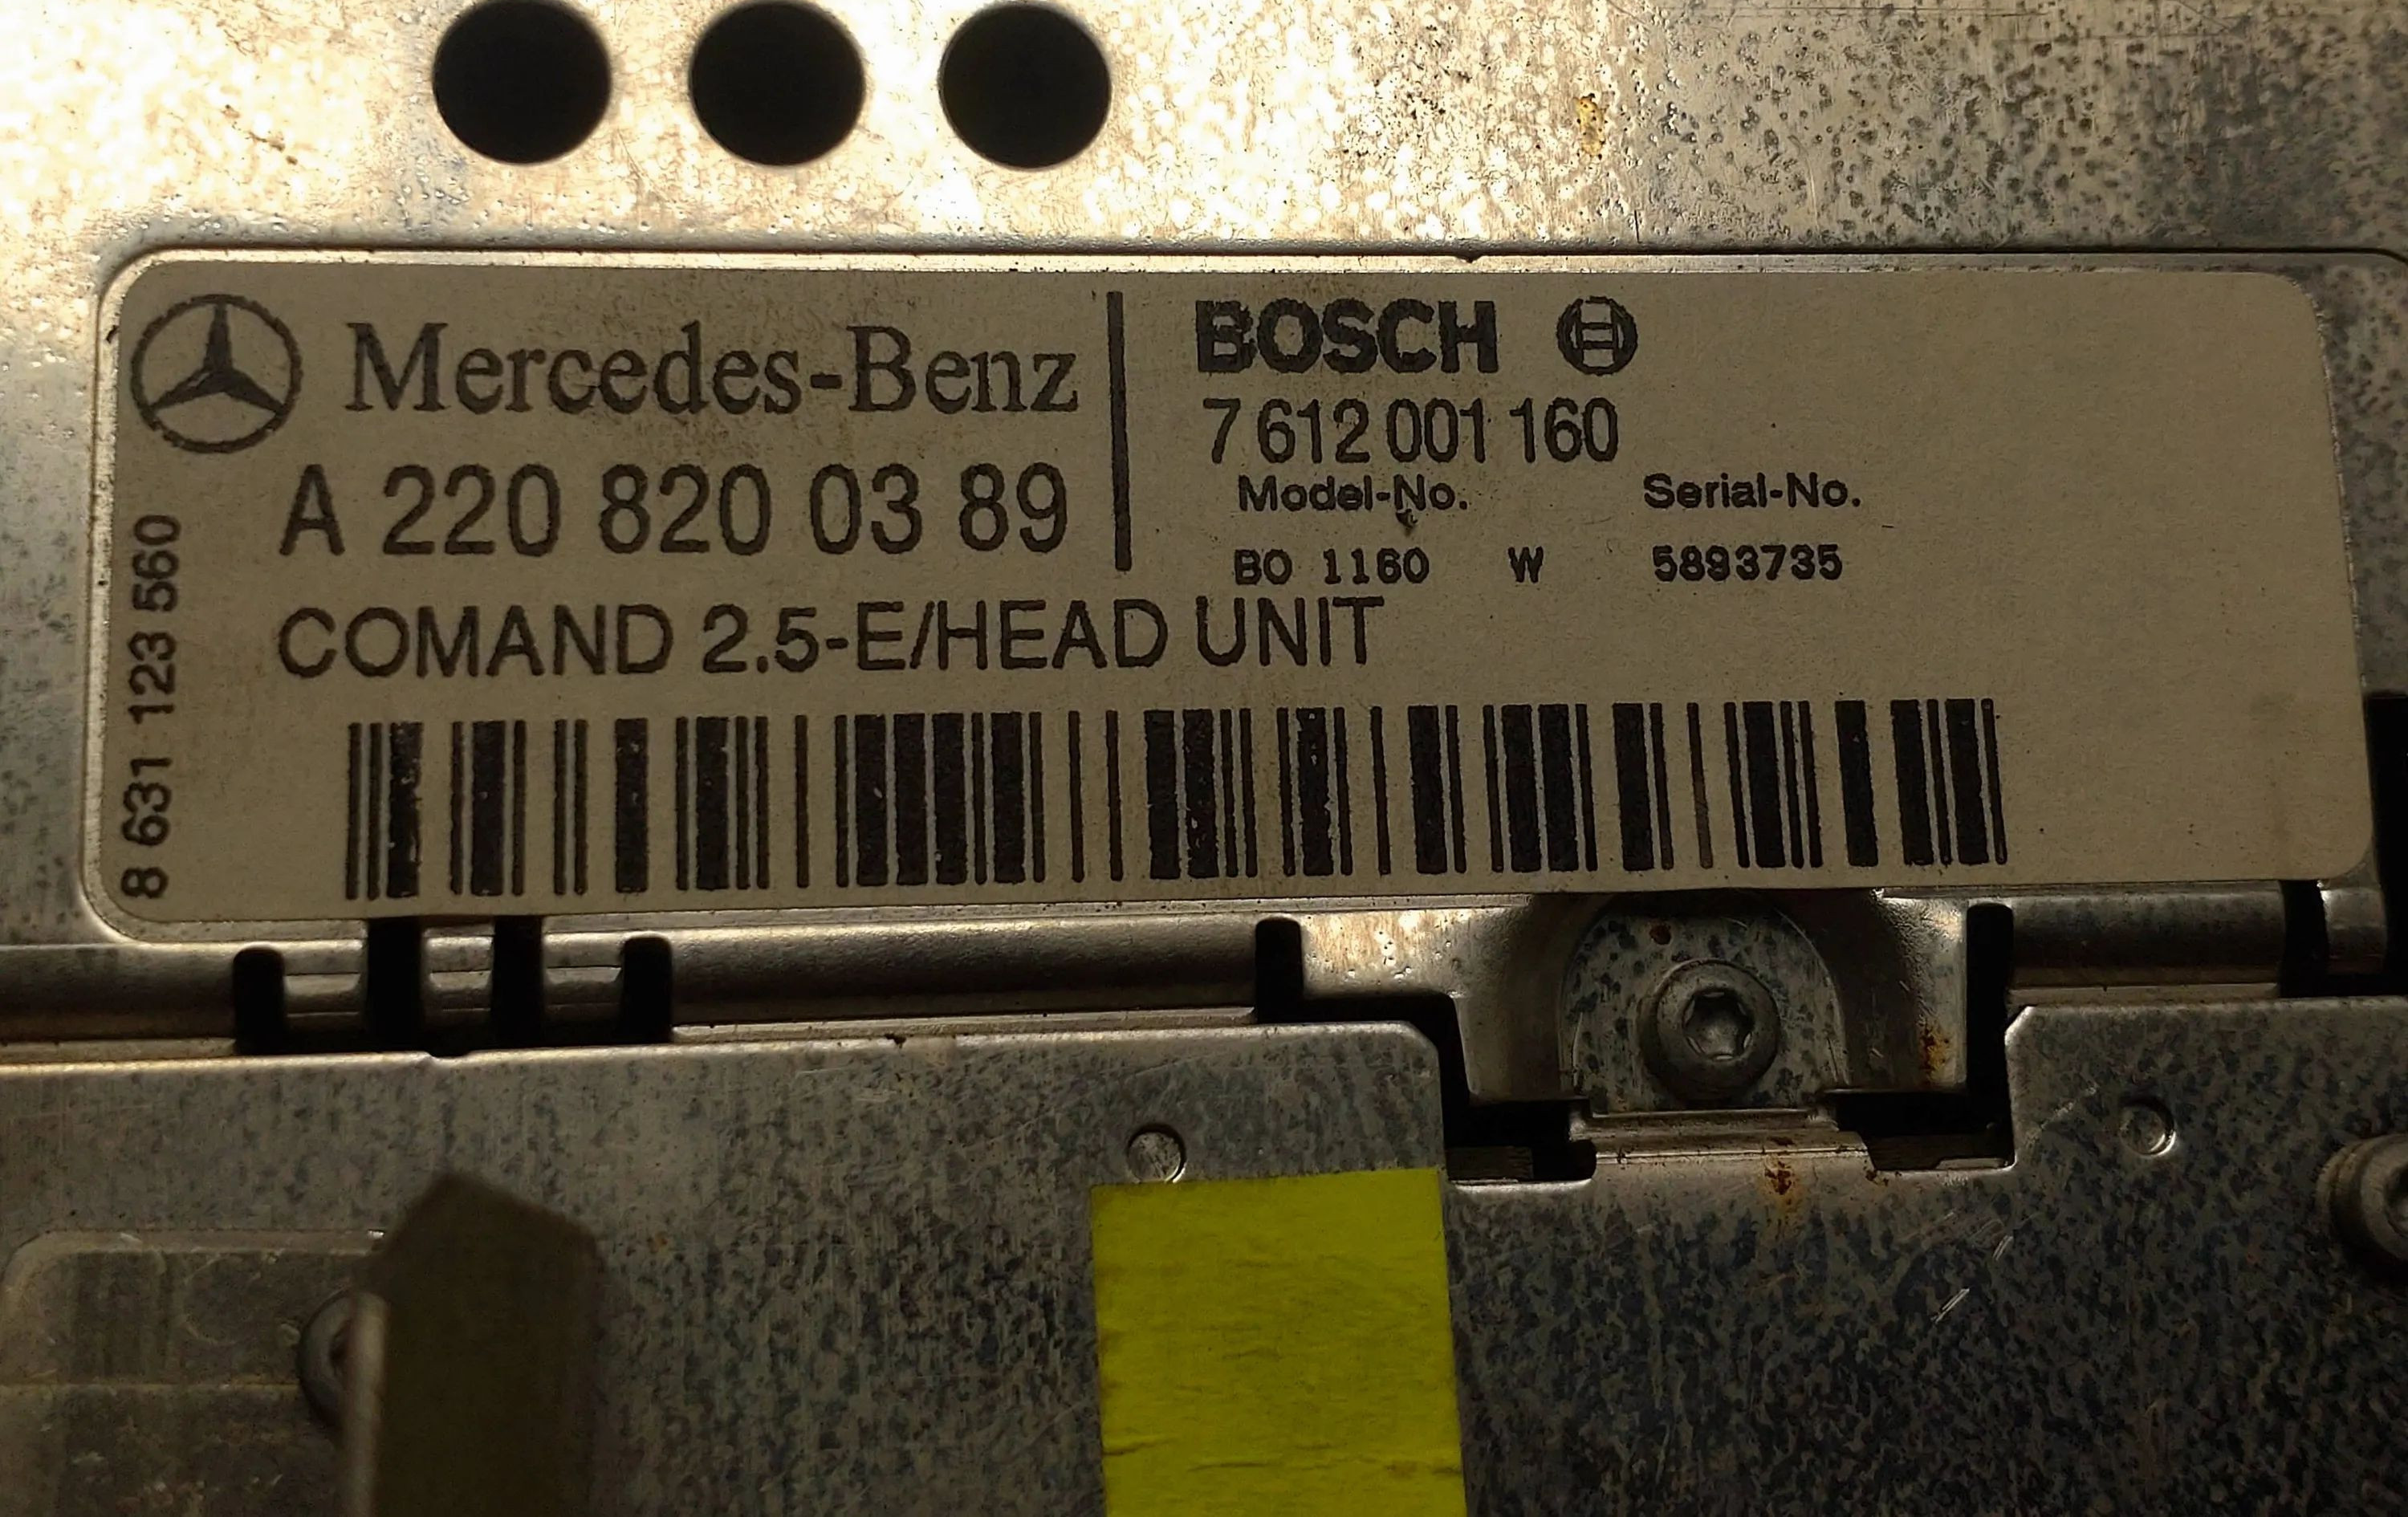 Mercedes-Benz
A 220 820 03 89
BOSCH
7 612 001 160
Model-No. Serial-No.
BO 1160 W 5893735
COMAND 2.5-E/HEAD UNIT
8 631 123 560